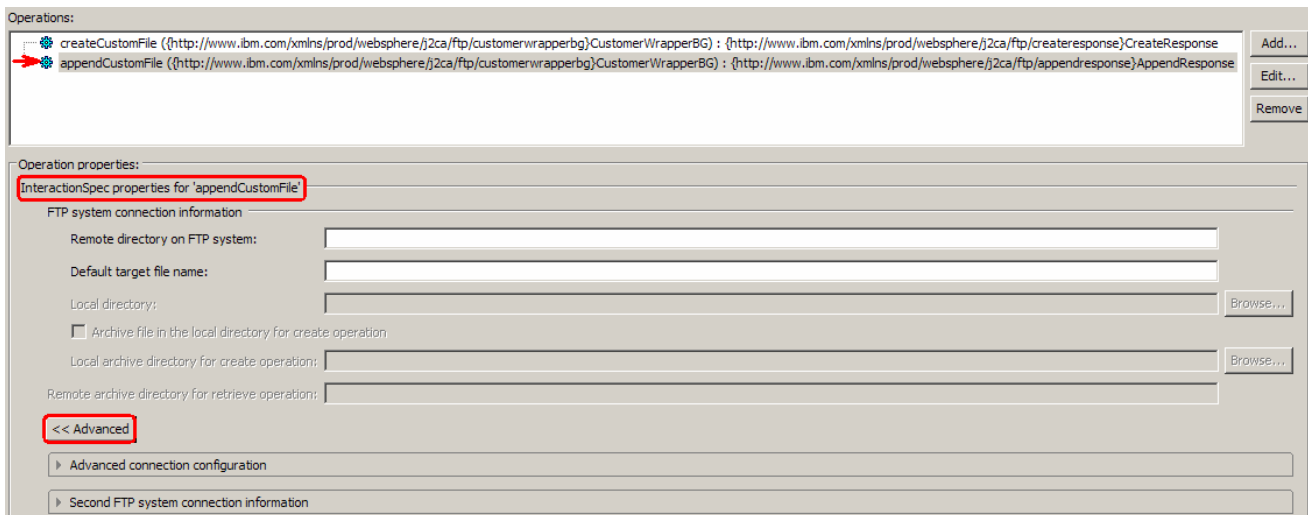 Operations:
createCustomFile ({http://www.ibm.com/xmlns/prod/websphere/j2ca/ftp/customerwrapperbg}CustomerWrapperBG) : {http://www.ibm.com/xmlns/prod/websphere/j2ca/ftp/createresponse}CreateResponse
Add...
appendCustomFile ({http://www.ibm.com/xmlns/prod/websphere/j2ca/ftp/customerwrapperbg}CustomerWrapperBG) : {http://www.ibm.com/xmlns/prod/websphere/j2ca/ftp/appendresponse}AppendResponse
Edit...
Remove
Operation properties:
InteractionSpec properties for 'appendCustomFile'
FTP system connection information
Remote directory on FTP system:
Default target file name:
Local directory:
Browse...
Archive file in the local directory for create operation
Local archive directory for create operation:
Browse...
Remote archive directory for retrieve operation:
<< Advanced
Advanced connection configuration
Second FTP system connection information